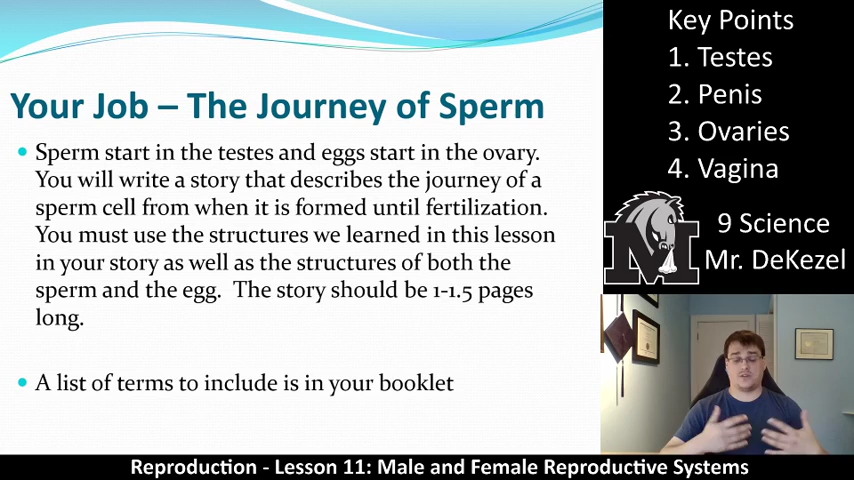 Your Job – The Journey of Sperm
• Sperm start in the testes and eggs start in the ovary.
You will write a story that describes the journey of a
sperm cell from when it is formed until fertilization.
You must use the structures we learned in this lesson
in your story as well as the structures of both the
sperm and the egg.  The story should be 1-1.5 pages
long.
• A list of terms to include is in your booklet
Key Points
1. Testes
2. Penis
3. Ovaries
4. Vagina
M
9 Science
Mr. DeKezel
Reproduction - Lesson 11: Male and Female Reproductive Systems